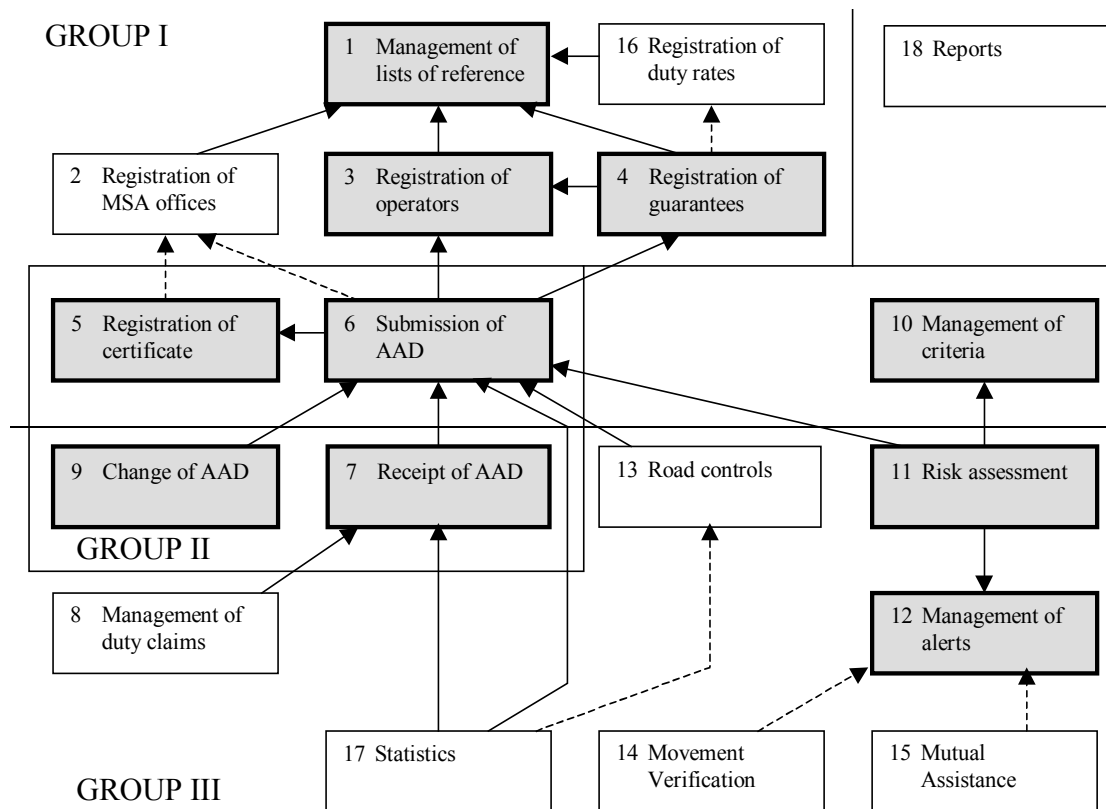 GROUP I
1 Management of
lists of reference
16 Registration of
duty rates
18 Reports
2 Registration of
MSA offices
3 Registration of
operators
4 Registration of
guarantees
5 Registration of
certificate
6 Submission of
AAD
10 Management of
criteria
9 Change of AAD
7 Receipt of AAD
13 Road controls
11 Risk assessment
GROUP II
8 Management of
duty claims
12 Management of
alerts
17 Statistics
14 Movement
Verification
15 Mutual
Assistance
GROUP III